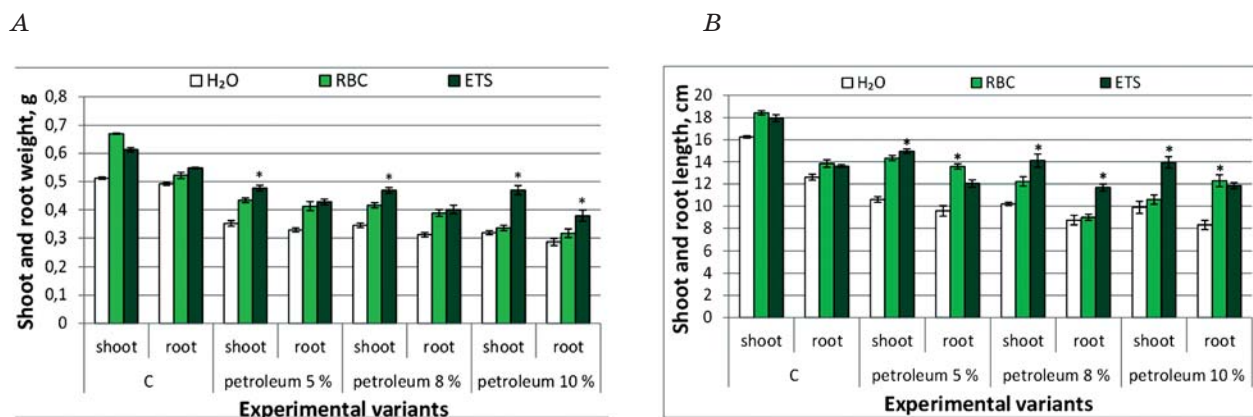 A
B
H₂O RBC ETS
Shoot and root weight, g
0,8
0,7
0,6
0,5
0,4
0,3
0,2
0,1
0
* * * *
shoot root shoot root shoot root shoot root
C petroleum 5 % petroleum 8 % petroleum 10 %
Experimental variants
H₂O RBC ETS
Shoot and root length, cm
20
18
16
14
12
10
8
6
4
2
0
* * * * * *
shoot root shoot root shoot root shoot root
C petroleum 5 % petroleum 8 % petroleum 10 %
Experimental variants